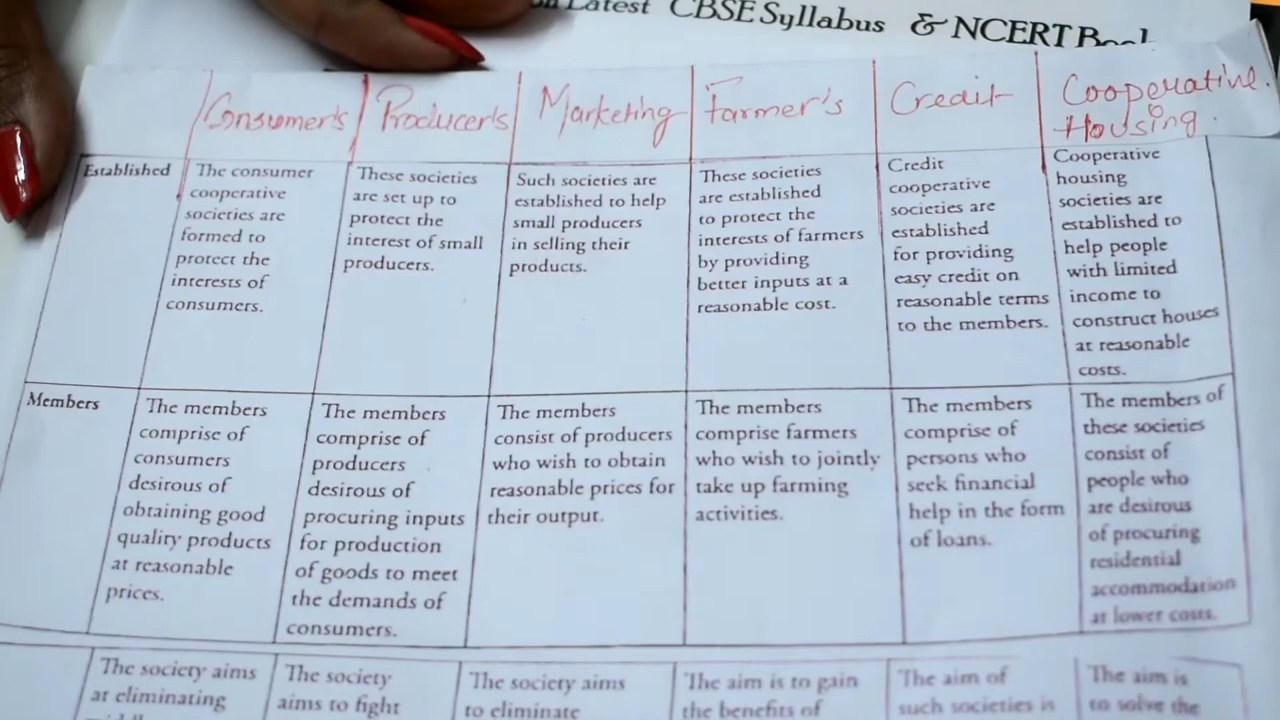 Latest CBSE Syllabus & NCERT
Consumer's
Producer's
Marketing
Farmer's
Credit
Cooperative
Housing.
Established
The consumer
cooperative
societies are
formed to
protect the
interests of
consumers.
These societies
are set up to
protect the
interest of small
producers.
Such societies are
established to help
small producers
in selling their
products.
These societies
are established
to protect the
interests of farmers
by providing
better inputs at a
reasonable cost.
Credit
cooperative
societies are
established
for providing
easy credit on
reasonable terms
to the members.
Cooperative
housing
societies are
established to
help people
with limited
income to
construct houses
at reasonable
costs.
Members
The members
comprise of
consumers
desirous of
obtaining good
quality products
at reasonable
prices.
The members
comprise of
producers
desirous of
procuring inputs
for production
of goods to meet
the demands of
consumers.
The members
consist of producers
who wish to obtain
reasonable prices for
their output.
The members
comprise farmers
who wish to jointly
take up farming
activities.
The members
comprise of
persons who
seek financial
help in the form
of loans.
The members of
these societies
consist of
people who
are desirous
of procuring
residential
accommodation
at lower costs.
The society aims
at eliminating
The society
aims to fight
The society aims
to eliminate
The aim is to gain
the benefits of
The aim of
such societies is
The aim is
to solve the